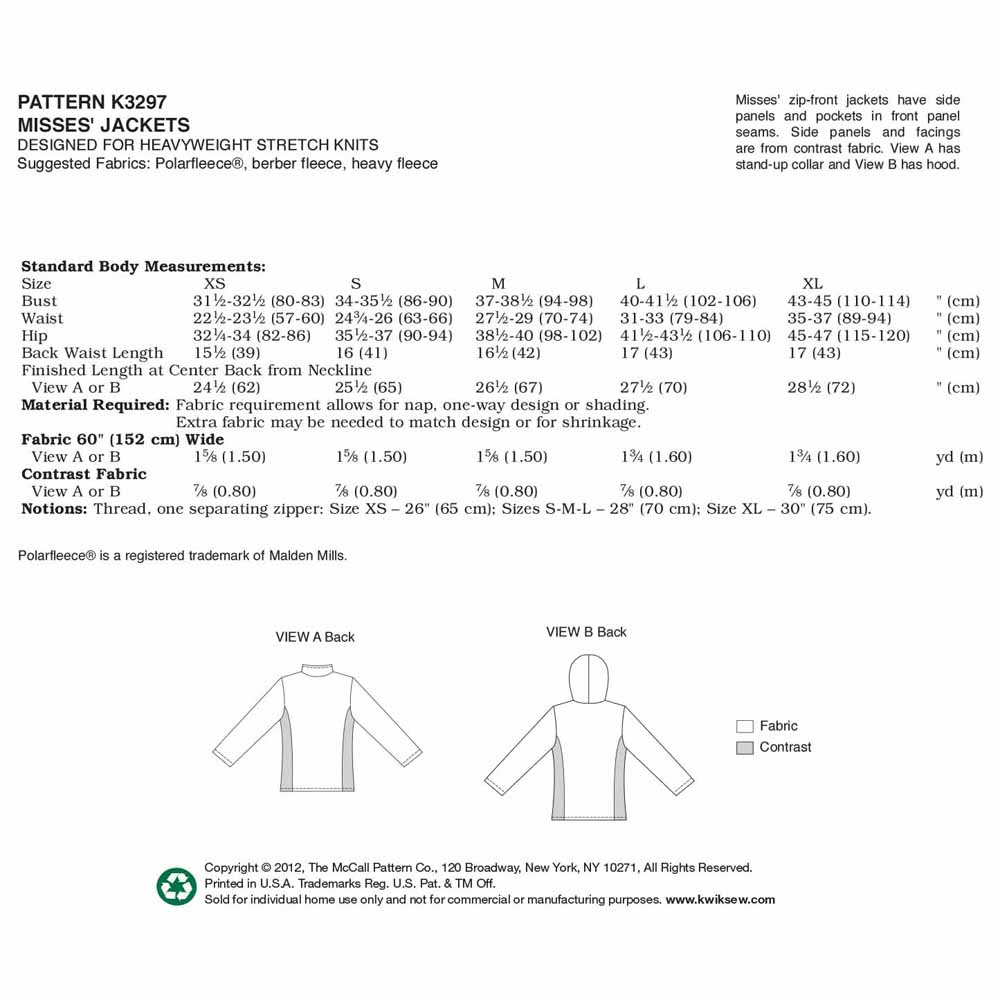 PATTERN K3297
MISSES' JACKETS
DESIGNED FOR HEAVYWEIGHT STRETCH KNITS
Suggested Fabrics: Polarfleece®, berber fleece, heavy fleece
Misses' zip-front jackets have side
panels and pockets in front panel
seams. Side panels and facings
are from contrast fabric. View A has
stand-up collar and View B has hood.
Standard Body Measurements:
Size XS S M L XL
Bust 31½-32½ (80-83) 34-35½ (86-90) 37-38½ (94-98) 40-41½ (102-106) 43-45 (110-114) " (cm)
Waist 22½-23½ (57-60) 24¾-26 (63-66) 27½-29 (70-74) 31-33 (79-84) 35-37 (89-94) " (cm)
Hip 32¼-34 (82-86) 35½-37 (90-94) 38½-40 (98-102) 41½-43½ (106-110) 45-47 (115-120) " (cm)
Back Waist Length 15½ (39) 16 (41) 16½ (42) 17 (43) 17 (43) " (cm)
Finished Length at Center Back from Neckline
View A or B 24½ (62) 25½ (65) 26½ (67) 27½ (70) 28½ (72) " (cm)
Material Required: Fabric requirement allows for nap, one-way design or shading.
Extra fabric may be needed to match design or for shrinkage.
Fabric 60" (152 cm) Wide
View A or B 1⅝ (1.50) 1⅝ (1.50) 1⅝ (1.50) 1¾ (1.60) 1¾ (1.60) yd (m)
Contrast Fabric
View A or B ⅞ (0.80) ⅞ (0.80) ⅞ (0.80) ⅞ (0.80) ⅞ (0.80) yd (m)
Notions: Thread, one separating zipper: Size XS – 26" (65 cm); Sizes S-M-L – 28" (70 cm); Size XL – 30" (75 cm).
Polarfleece® is a registered trademark of Malden Mills.
VIEW A Back
VIEW B Back
Fabric
Contrast
Copyright © 2012, The McCall Pattern Co., 120 Broadway, New York, NY 10271, All Rights Reserved.
Printed in U.S.A. Trademarks Reg. U.S. Pat. & TM Off.
Sold for individual home use only and not for commercial or manufacturing purposes. www.kwiksew.com